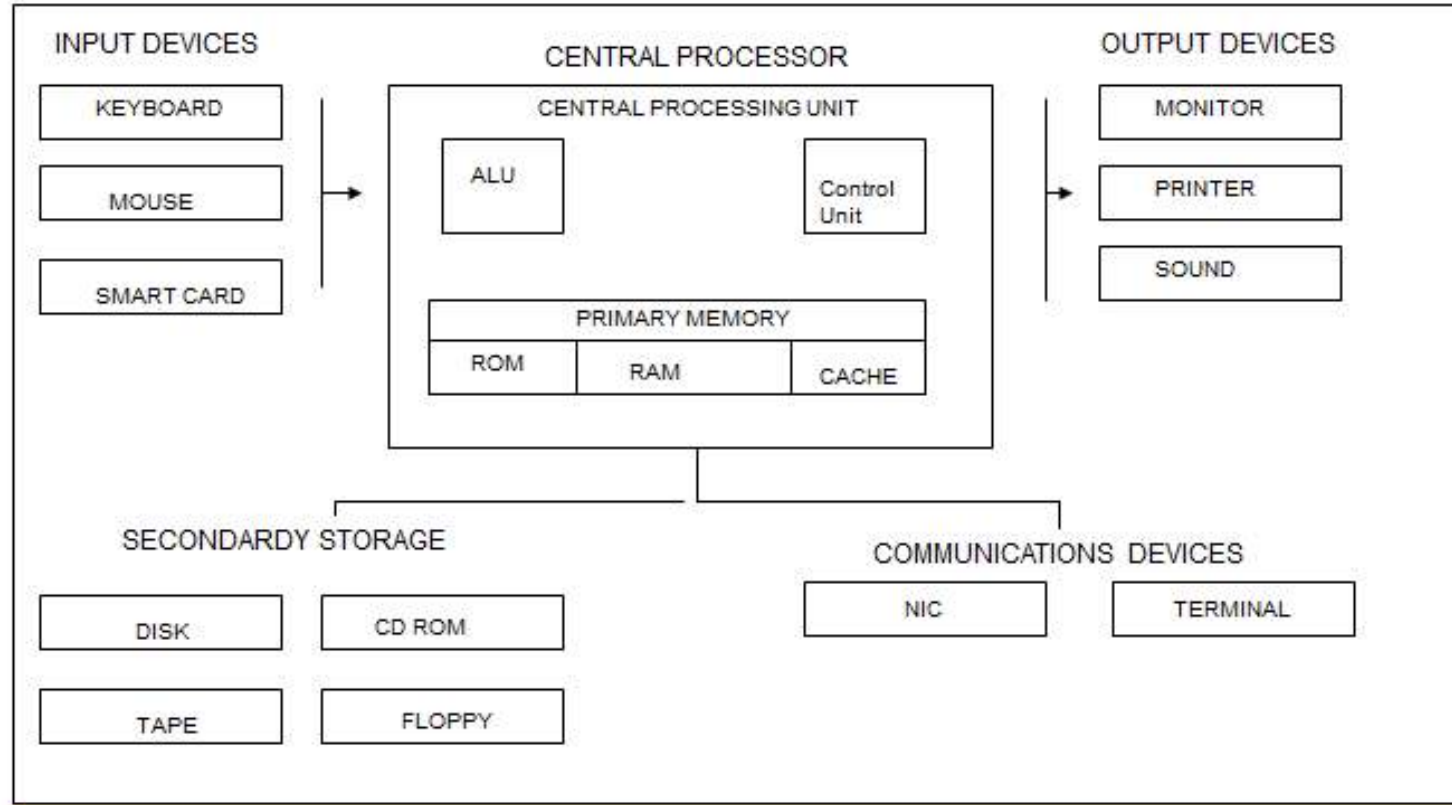 INPUT DEVICES
KEYBOARD
MOUSE
SMART CARD
CENTRAL PROCESSOR
CENTRAL PROCESSING UNIT
ALU
Control
Unit
PRIMARY MEMORY
ROM
RAM
CACHE
OUTPUT DEVICES
MONITOR
PRINTER
SOUND
SECONDARDY STORAGE
DISK
CD ROM
TAPE
FLOPPY
COMMUNICATIONS DEVICES
NIC
TERMINAL